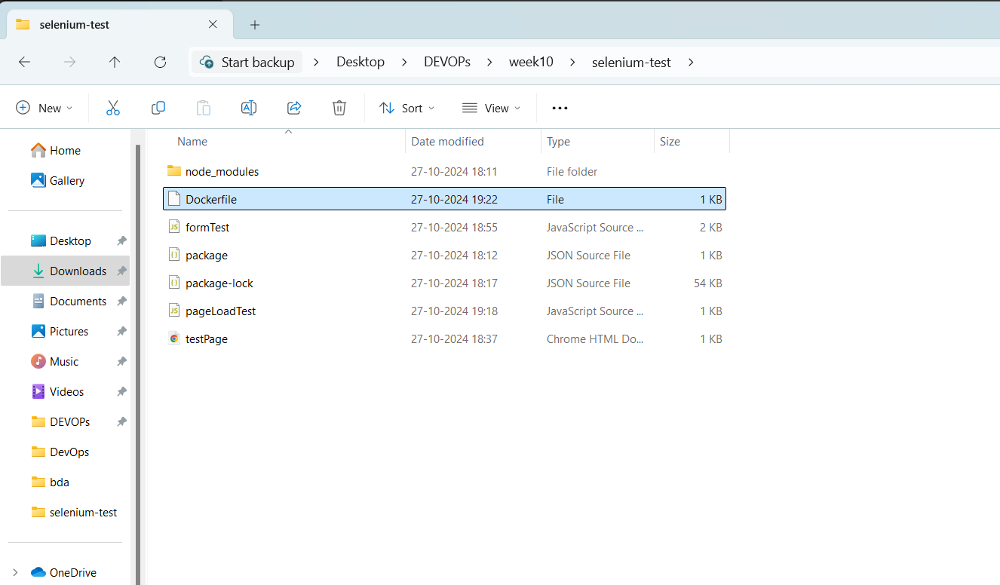 selenium-test
Start backup > Desktop > DEVOPs > week10 > selenium-test >
New Sort View
Name Date modified Type Size
Home
Gallery
Desktop
Downloads
Documents
Pictures
Music
Videos
DEVOPs
DevOps
bda
selenium-test
OneDrive
node_modules 27-10-2024 18:11 File folder
Dockerfile 27-10-2024 19:22 File 1 KB
formTest 27-10-2024 18:55 JavaScript Source ... 2 KB
package 27-10-2024 18:12 JSON Source File 1 KB
package-lock 27-10-2024 18:17 JSON Source File 54 KB
pageLoadTest 27-10-2024 19:18 JavaScript Source ... 1 KB
testPage 27-10-2024 18:37 Chrome HTML Do... 1 KB